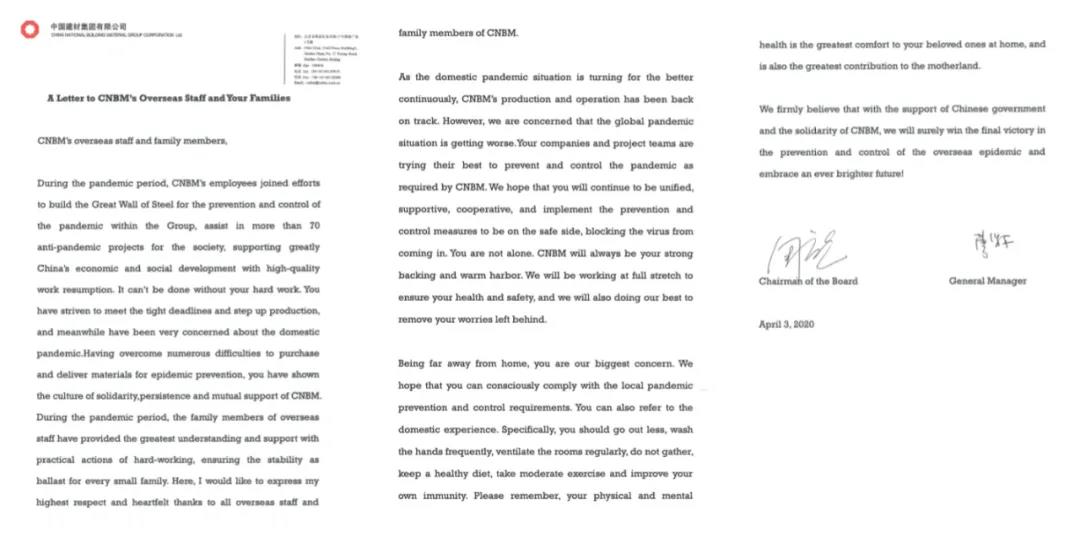 中国建材集团有限公司
CHINA NATIONAL BUILDING MATERIAL GROUP CORPORATION Ltd
A Letter to CNBM's Overseas Staff and Your Families
CNBM's overseas staff and family members,
During the pandemic period, CNBM's employees joined efforts
to build the Great Wall of Steel for the prevention and control of
the pandemic within the Group, assist in more than 70
anti-pandemic projects for the society, supporting greatly
China's economic and social development with high-quality
work resumption. It can't be done without your hard work. You
have striven to meet the tight deadlines and step up production,
and meanwhile have been very concerned about the domestic
pandemic.Having overcome numerous difficulties to purchase
and deliver materials for epidemic prevention, you have shown
the culture of solidarity,persistence and mutual support of CNBM.
During the pandemic period, the family members of overseas
staff have provided the greatest understanding and support with
practical actions of hard-working, ensuring the stability as
ballast for every small family. Here, I would like to express my
highest respect and heartfelt thanks to all overseas staff and
family members of CNBM.
As the domestic pandemic situation is turning for the better
continuously, CNBM's production and operation has been back
on track. However, we are concerned that the global pandemic
situation is getting worse.Your companies and project teams are
trying their best to prevent and control the pandemic as
required by CNBM. We hope that you will continue to be unified,
supportive, cooperative, and implement the prevention and
control measures to be on the safe side, blocking the virus from
coming in. You are not alone. CNBM will always be your strong
backing and warm harbor. We will be working at full stretch to
ensure your health and safety, and we will also doing our best to
remove your worries left behind.
Being far away from home, you are our biggest concern. We
hope that you can consciously comply with the local pandemic
prevention and control requirements. You can also refer to the
domestic experience. Specifically, you should go out less, wash
the hands frequently, ventilate the rooms regularly, do not gather,
keep a healthy diet, take moderate exercise and improve your
own immunity. Please remember, your physical and mental
health is the greatest comfort to your beloved ones at home, and
is also the greatest contribution to the motherland.
We firmly believe that with the support of Chinese government
and the solidarity of CNBM, we will surely win the final victory in
the prevention and control of the overseas epidemic and
embrace an ever brighter future!
Chairman of the Board
General Manager
April 3, 2020